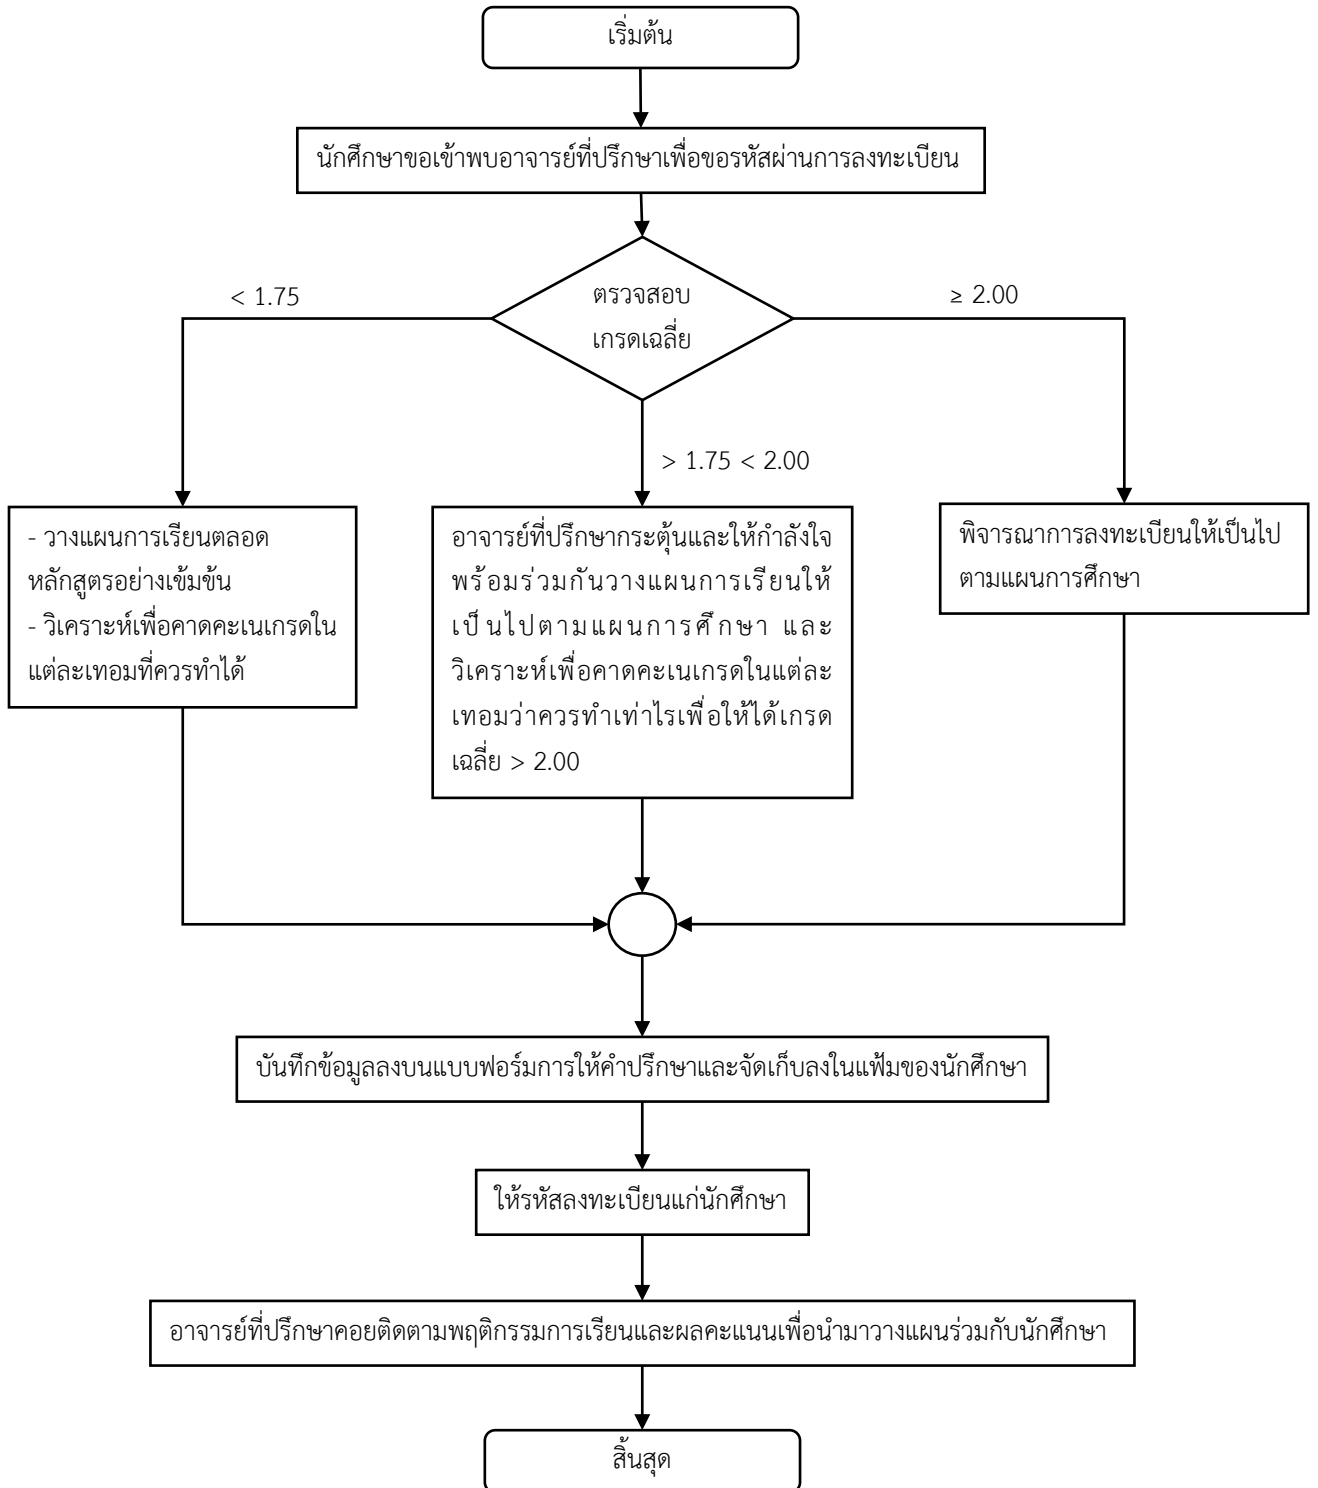 เริ่มต้น
นักศึกษาขอเข้าพบอาจารย์ที่ปรึกษาเพื่อขอรหัสผ่านการลงทะเบียน
ตรวจสอบ
เกรดเฉลี่ย
< 1.75
≥ 2.00
> 1.75 < 2.00
- วางแผนการเรียนตลอด
หลักสูตรอย่างเข้มข้น
- วิเคราะห์เพื่อคาดคะเนเกรดใน
แต่ละเทอมที่ควรทำได้
อาจารย์ที่ปรึกษากระตุ้นและให้กำลังใจ
พร้อมร่วมกันวางแผนการเรียนให้
เป็นไปตามแผนการศึกษา และ
วิเคราะห์เพื่อคาดคะเนเกรดในแต่ละ
เทอมว่าควรทำเท่าไรเพื่อให้ได้เกรด
เฉลี่ย > 2.00
พิจารณาการลงทะเบียนให้เป็นไป
ตามแผนการศึกษา
บันทึกข้อมูลลงบนแบบฟอร์มการให้คำปรึกษาและจัดเก็บลงในแฟ้มของนักศึกษา
ให้รหัสลงทะเบียนแก่นักศึกษา
อาจารย์ที่ปรึกษาคอยติดตามพฤติกรรมการเรียนและผลคะแนนเพื่อนำมาวางแผนร่วมกับนักศึกษา
สิ้นสุด